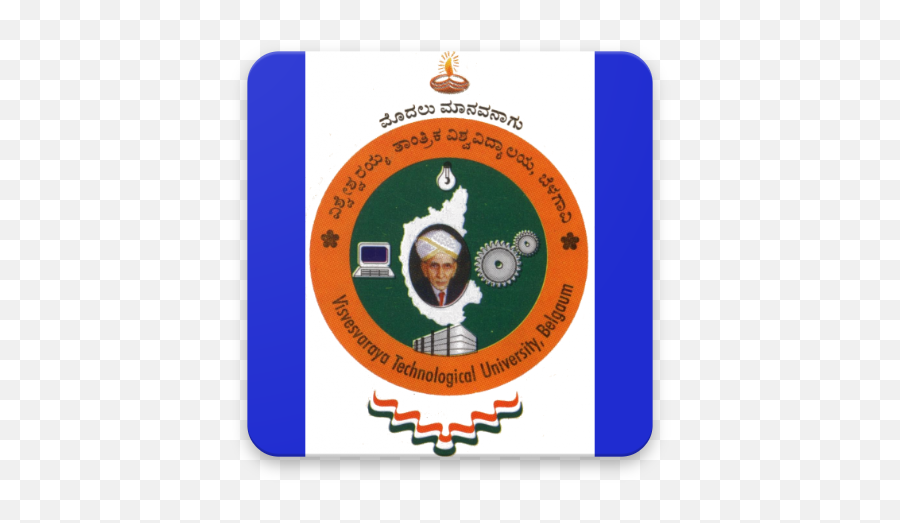 ಮೊದಲು ಮಾನವನಾಗು
ವಿಶ್ವೇಶ್ವರಯ್ಯ ತಾಂತ್ರಿಕ ವಿಶ್ವವಿದ್ಯಾಲಯ, ಬೆಳಗಾವಿ
Visvesvaraya Technological University, Belgaum